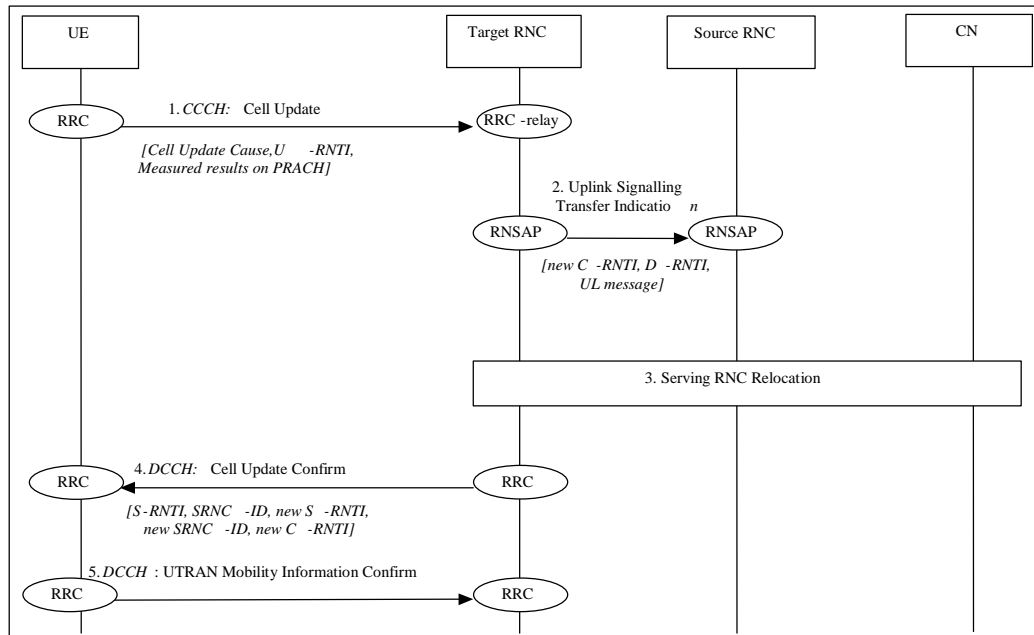 UE
Target RNC
Source RNC
CN
1. CCCH: Cell Update
RRC
RRC -relay
[Cell Update Cause,U -RNTI,
Measured results on PRACH]
2. Uplink Signalling
Transfer Indicatio n
RNSAP
RNSAP
[new C -RNTI, D -RNTI,
UL message]
3. Serving RNC Relocation
4. DCCH: Cell Update Confirm
RRC
RRC
[S-RNTI, SRNC -ID, new S -RNTI,
new SRNC -ID, new C -RNTI]
5. DCCH : UTRAN Mobility Information Confirm
RRC
RRC